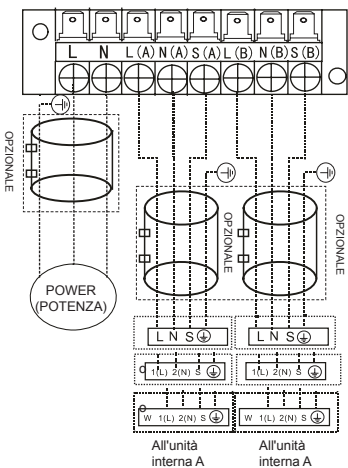 L N L(A) N(A) S(A) L(B) N(B) S(B)
OPZIONALE
OPZIONALE
OPZIONALE
POWER
(POTENZA)
L N S
L N S
1(L) 2(N) S
1(L) 2(N) S
W 1(L) 2(N) S
W 1(L) 2(N) S
All'unità
interna A
All'unità
interna A